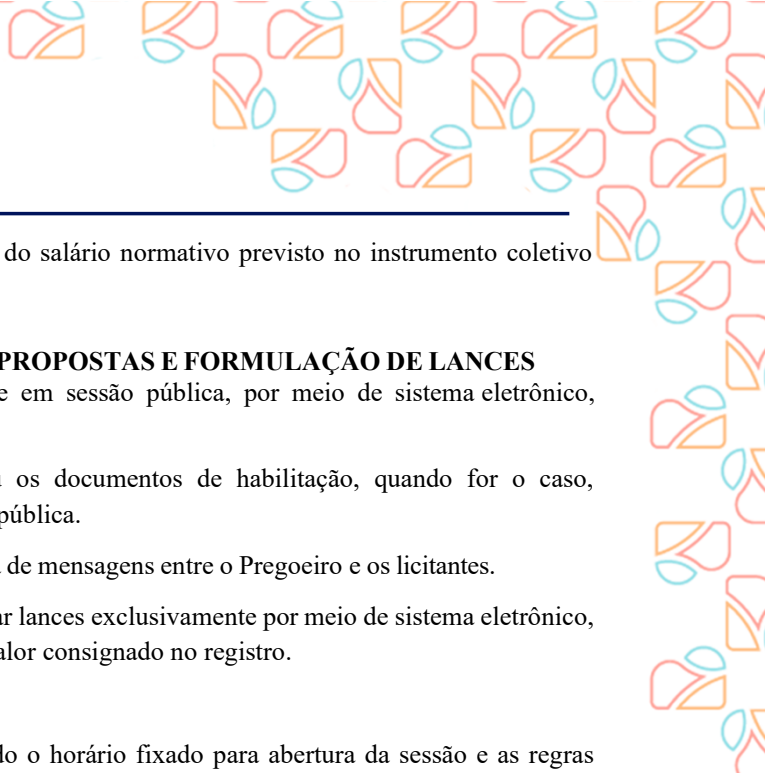 do salário normativo previsto no instrumento coletivo
PROPOSTAS E FORMULAÇÃO DE LANCES
e em sessão pública, por meio de sistema eletrônico,
os documentos de habilitação, quando for o caso,
pública.
de mensagens entre o Pregoeiro e os licitantes.
ar lances exclusivamente por meio de sistema eletrônico,
alor consignado no registro.
do o horário fixado para abertura da sessão e as regras